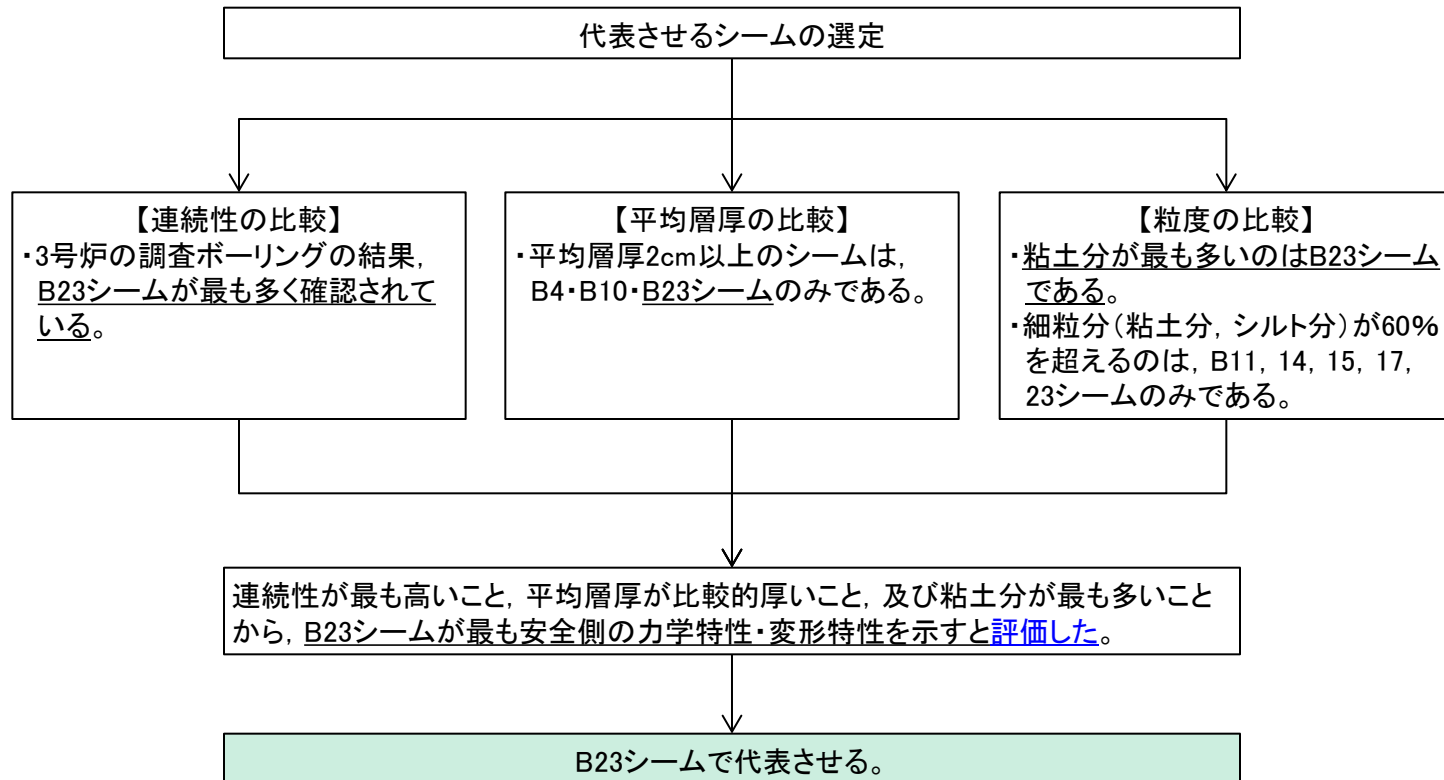 代表させるシームの選定
【連続性の比較】
・3号炉の調査ボーリングの結果,
B23シームが最も多く確認されて
いる。
【平均層厚の比較】
・平均層厚2cm以上のシームは,
B4・B10・B23シームのみである。
【粒度の比較】
・粘土分が最も多いのはB23シーム
である。
・細粒分(粘土分, シルト分)が60%
を超えるのは, B11, 14, 15, 17,
23シームのみである。
連続性が最も高いこと, 平均層厚が比較的厚いこと, 及び粘土分が最も多いこと
から, B23シームが最も安全側の力学特性・変形特性を示すと評価した。
B23シームで代表させる。